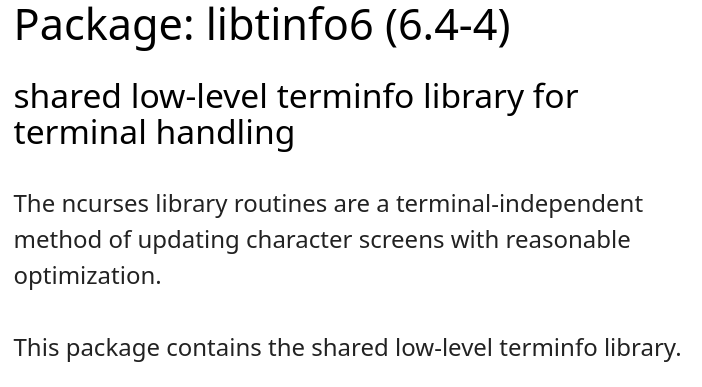 Package: libtinfo6 (6.4-4)
shared low-level terminfo library for
terminal handling
The ncurses library routines are a terminal-independent
method of updating character screens with reasonable
optimization.
This package contains the shared low-level terminfo library.